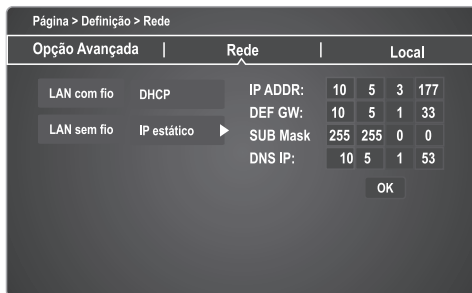 Página > Definição > Rede
Opção Avançada | Rede | Local
LAN com fio DHCP IP ADDR: 10 5 3 177
DEF GW: 10 5 1 33
LAN sem fio IP estático SUB Mask 255 255 0 0
DNS IP: 10 5 1 53
OK